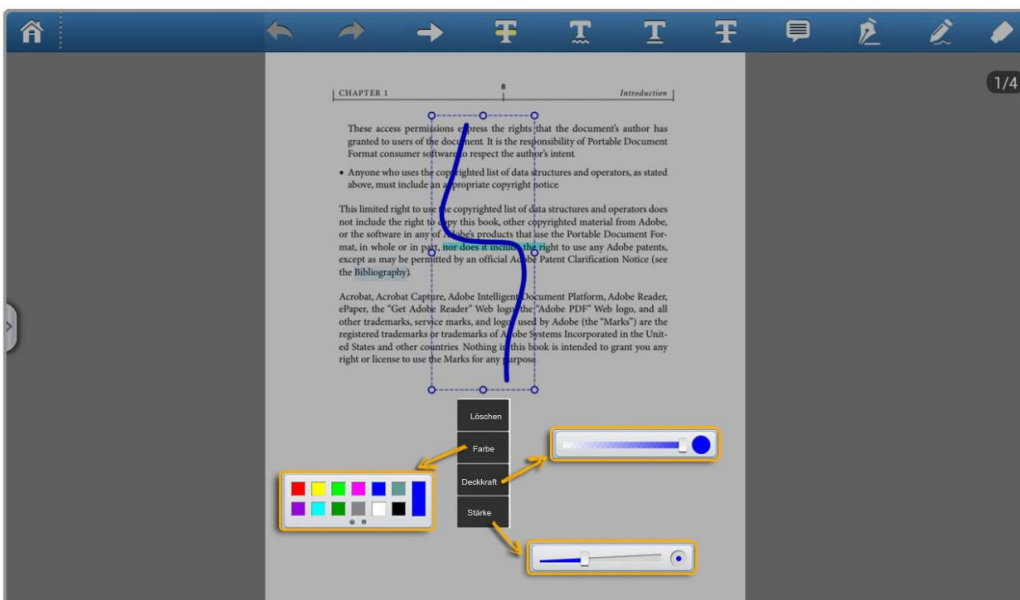 1/4
CHAPTER 1
8
Introduction
These access permissions express the rights that the document's author has
granted to users of the document. It is the responsibility of Portable Document
Format consumer software to respect the author's intent
• Anyone who uses the copyrighted list of data structures and operators, as stated
above, must include an appropriate copyright notice
This limited right to use the copyrighted list of data structures and operators does
not include the right to copy this book, other copyrighted material from Adobe,
or the software in any of Adobe's products that use the Portable Document For-
mat, in whole or in part, nor does it include the right to use any Adobe patents,
except as may be permitted by an official Adobe Patent Clarification Notice (see
the Bibliography).
Acrobat, Acrobat Capture, Adobe Intelligent Document Platform, Adobe Reader,
ePaper, the “Get Adobe Reader” Web logo, the “Adobe PDF” Web logo, and all
other trademarks, service marks, and logos used by Adobe (the “Marks”) are the
registered trademarks or trademarks of Adobe Systems Incorporated in the Unit-
ed States and other countries Nothing in this book is intended to grant you any
right or license to use the Marks for any purpose
Löschen
Farbe
Deckkraft
Stärke